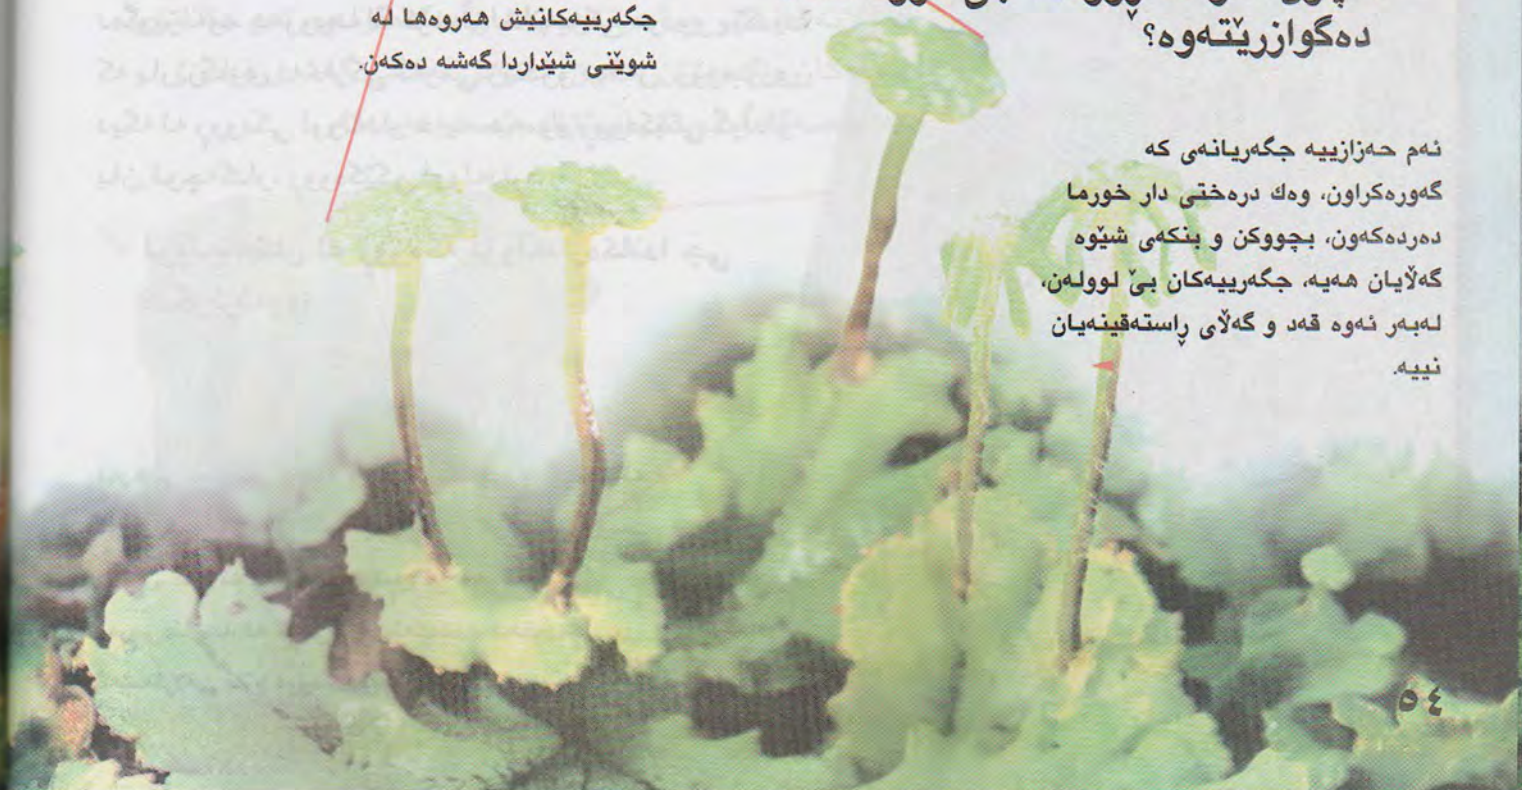 دەگوازرێتەوە؟
ئەم حەزازییە جگەریانەی کە
گەورەکراون، وەك درەختی دار خورما
دەردەکەون، بچووکن و بنکەی شێوە
گەڵایان هەیە، جگەرییەکان بێ لوولەن،
لەبەر ئەوە قەد و گەڵای ڕاستەقینەیان
نییە.
جگەرییەکانیش هەروەها لە
شوێنی شێداردا گەشە دەکەن.
٥٤